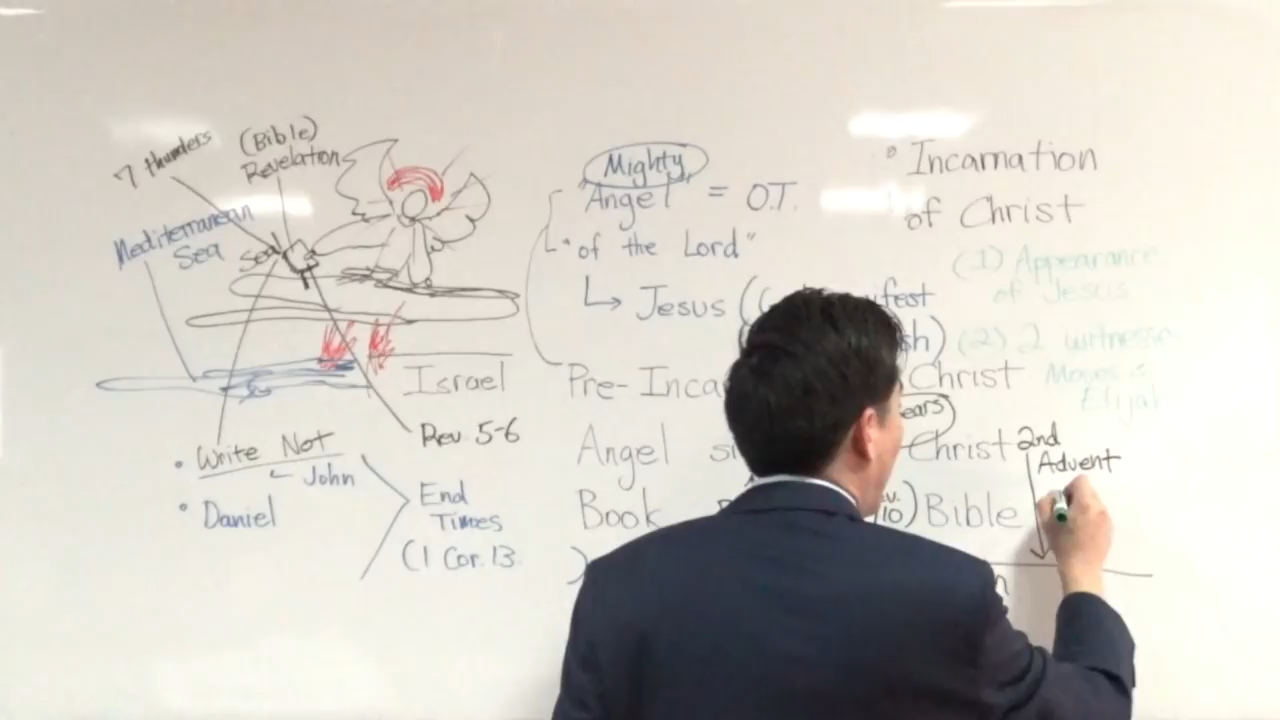 7 thunders
(Bible)
Revelation
Mediterranean
Sea
Sea
Israel
Rev. 5-6
• Write Not
John
• Daniel
End
Times
(1 Cor. 13
Mighty
Angel = O.T.
"of the Lord"
Jesus
Pre-
Christ
Angel
Christ
Book
Bible
• Incarnation
of Christ
(1) Appearance
of Jesus
(2) 2
Moses &
Elijah
2nd
Advent